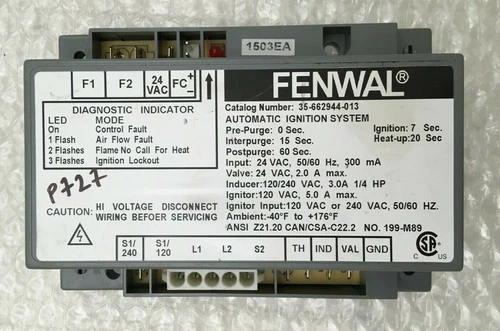 1503EA
F1 F2 24 VAC FC + -
FENWAL®
Catalog Number: 35-662944-013
AUTOMATIC IGNITION SYSTEM
Pre-Purge: 0 Sec. Ignition: 7 Sec.
Interpurge: 15 Sec. Heat-up:20 Sec.
Postpurge: 60 Sec.
Input: 24 VAC, 50/60 Hz, 300 mA
Valve: 24 VAC, 2.0 A max.
Inducer:120/240 VAC, 3.0A 1/4 HP
Ignitor: 120 VAC, 5.0 A max.
Ignitor Input:120 VAC or 240 VAC, 50/60 HZ.
Ambient:-40°F to +176°F
ANSI Z21.20 CAN/CSA-C22.2 NO. 199-M89
DIAGNOSTIC INDICATOR
LED MODE
On Control Fault
1 Flash Air Flow Fault
2 Flashes Flame No Call For Heat
3 Flashes Ignition Lockout
P727
CAUTION: HI VOLTAGE DISCONNECT
WIRING BEFOER SERVICING
SA
C US
S1/ 240 S1/ 120 L1 L2 S2 TH IND VAL GND